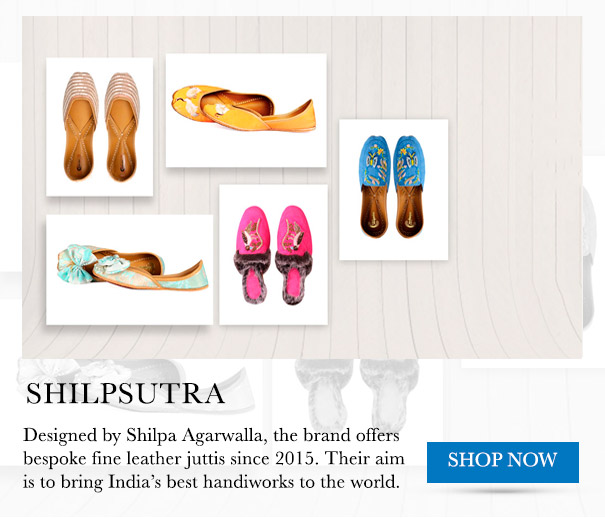 SHILPSUTRA
Designed by Shilpa Agarwalla, the brand offers
bespoke fine leather juttis since 2015. Their aim
is to bring India's best handiworks to the world.
SHOP NOW